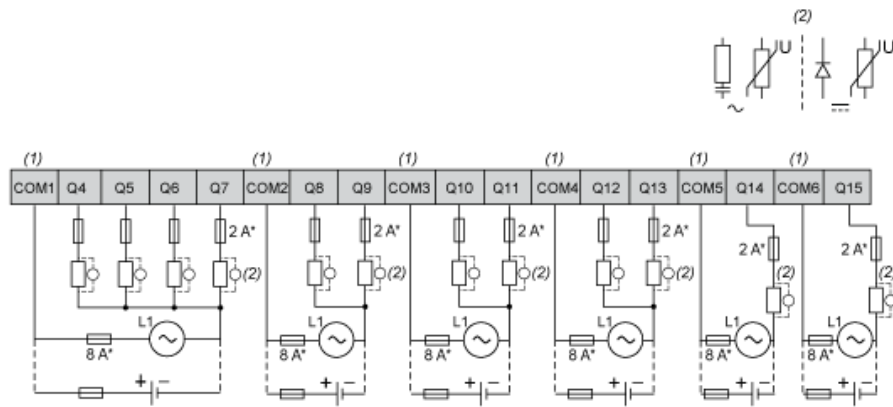 (2)
U U
~ ⎓
(1) (1) (1) (1) (1) (1)
COM1 Q4 Q5 Q6 Q7 COM2 Q8 Q9 COM3 Q10 Q11 COM4 Q12 Q13 COM5 Q14 COM6 Q15
2 A* 2 A* 2 A* 2 A* 2 A* 2 A*
(2) (2) (2) (2) (2) (2)
L1 L1 L1 L1 L1 L1
~ ~ ~ ~ ~ ~
8 A* 8 A* 8 A* 8 A* 8 A* 8 A*
+ − + − + − + − + − + −